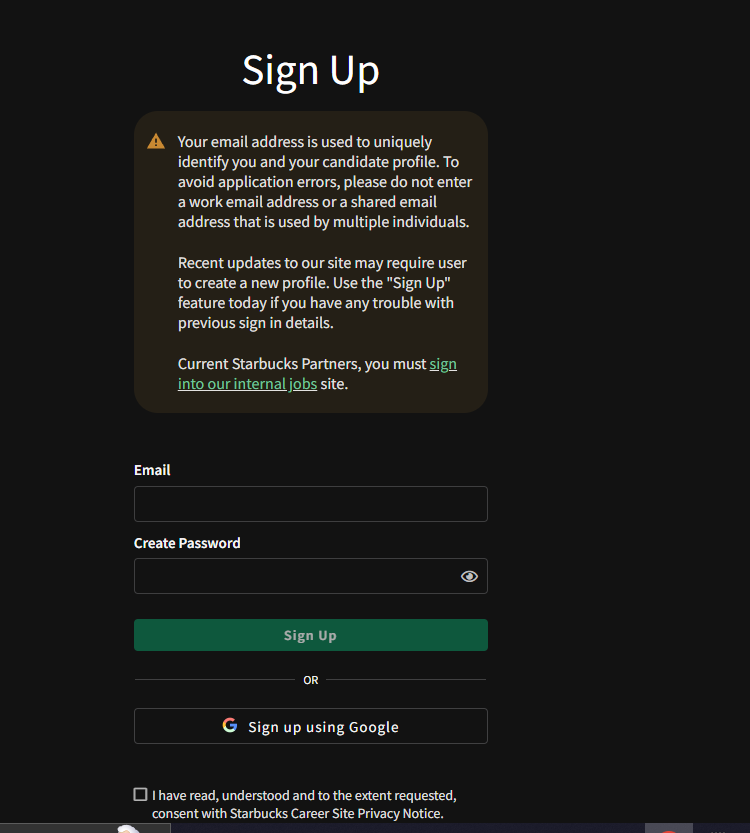 Sign Up
Your email address is used to uniquely
identify you and your candidate profile. To
avoid application errors, please do not enter
a work email address or a shared email
address that is used by multiple individuals.
Recent updates to our site may require user
to create a new profile. Use the "Sign Up"
feature today if you have any trouble with
previous sign in details.
Current Starbucks Partners, you must sign
into our internal jobs site.
Email
Create Password
Sign Up
OR
Sign up using Google
I have read, understood and to the extent requested,
consent with Starbucks Career Site Privacy Notice.